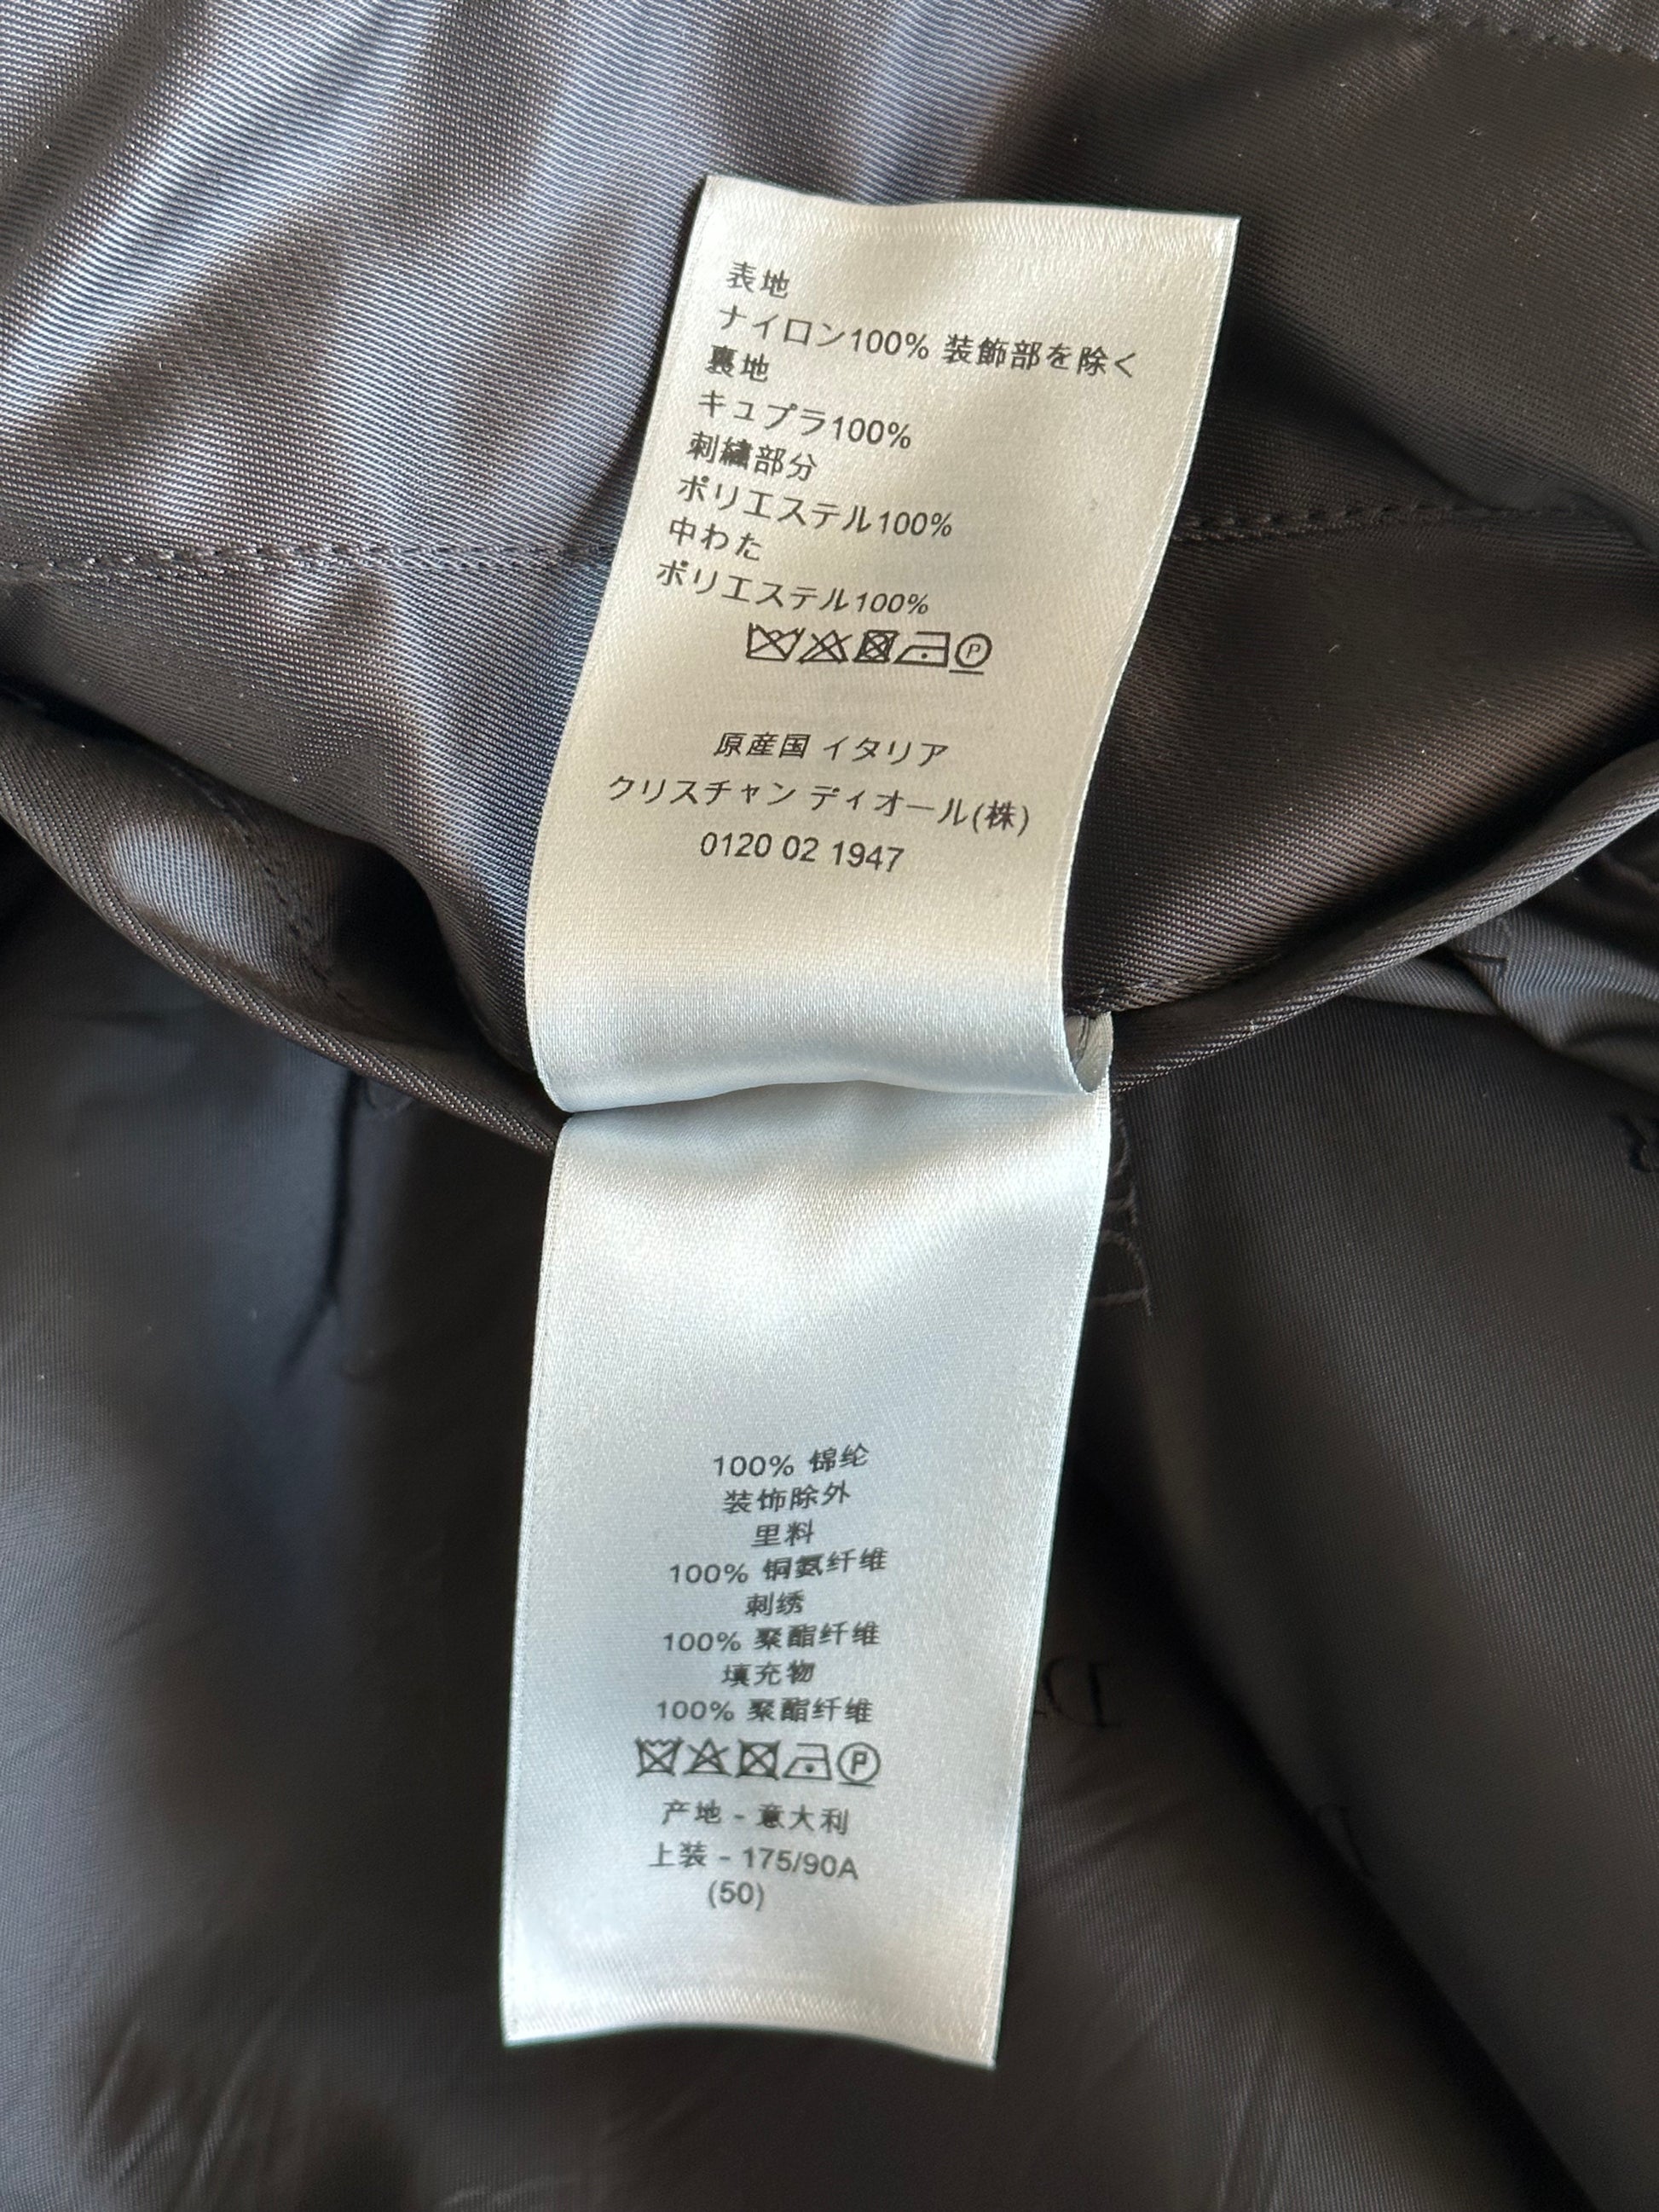 表地
ナイロン100% 装飾部を除く
裏地
キュプラ100%
刺繍部分
ポリエステル100%
中わた
ポリエステル100%
P
原産国 イタリア
クリスチャン ディオール(株)
0120 02 1947
100% 锦纶
装饰除外
里料
100% 铜氨纤维
刺绣
100% 聚酯纤维
填充物
100% 聚酯纤维
P
产地 - 意大利
上装 - 175/90A
(50)